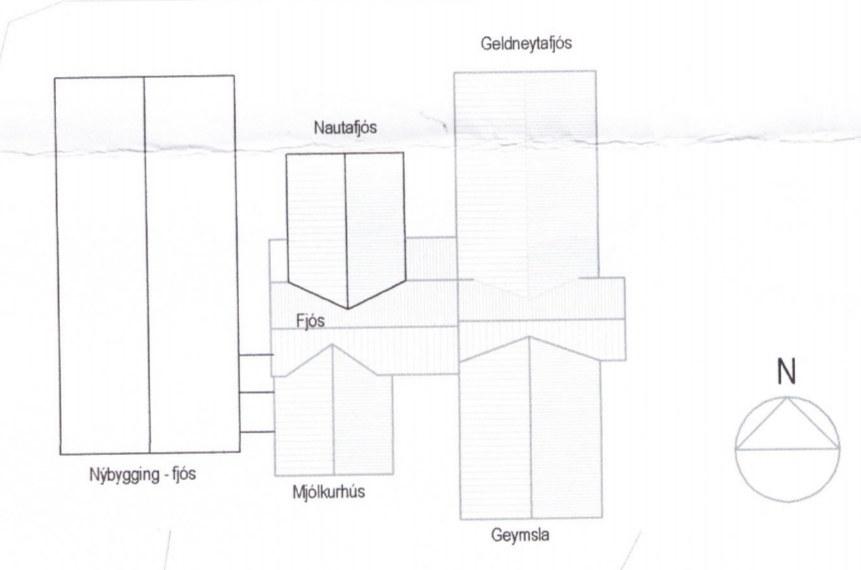 Geldneytafjós
Nautafjós
Fjós
N
Nýbygging - fjós
Mjólkurhús
Geymsla